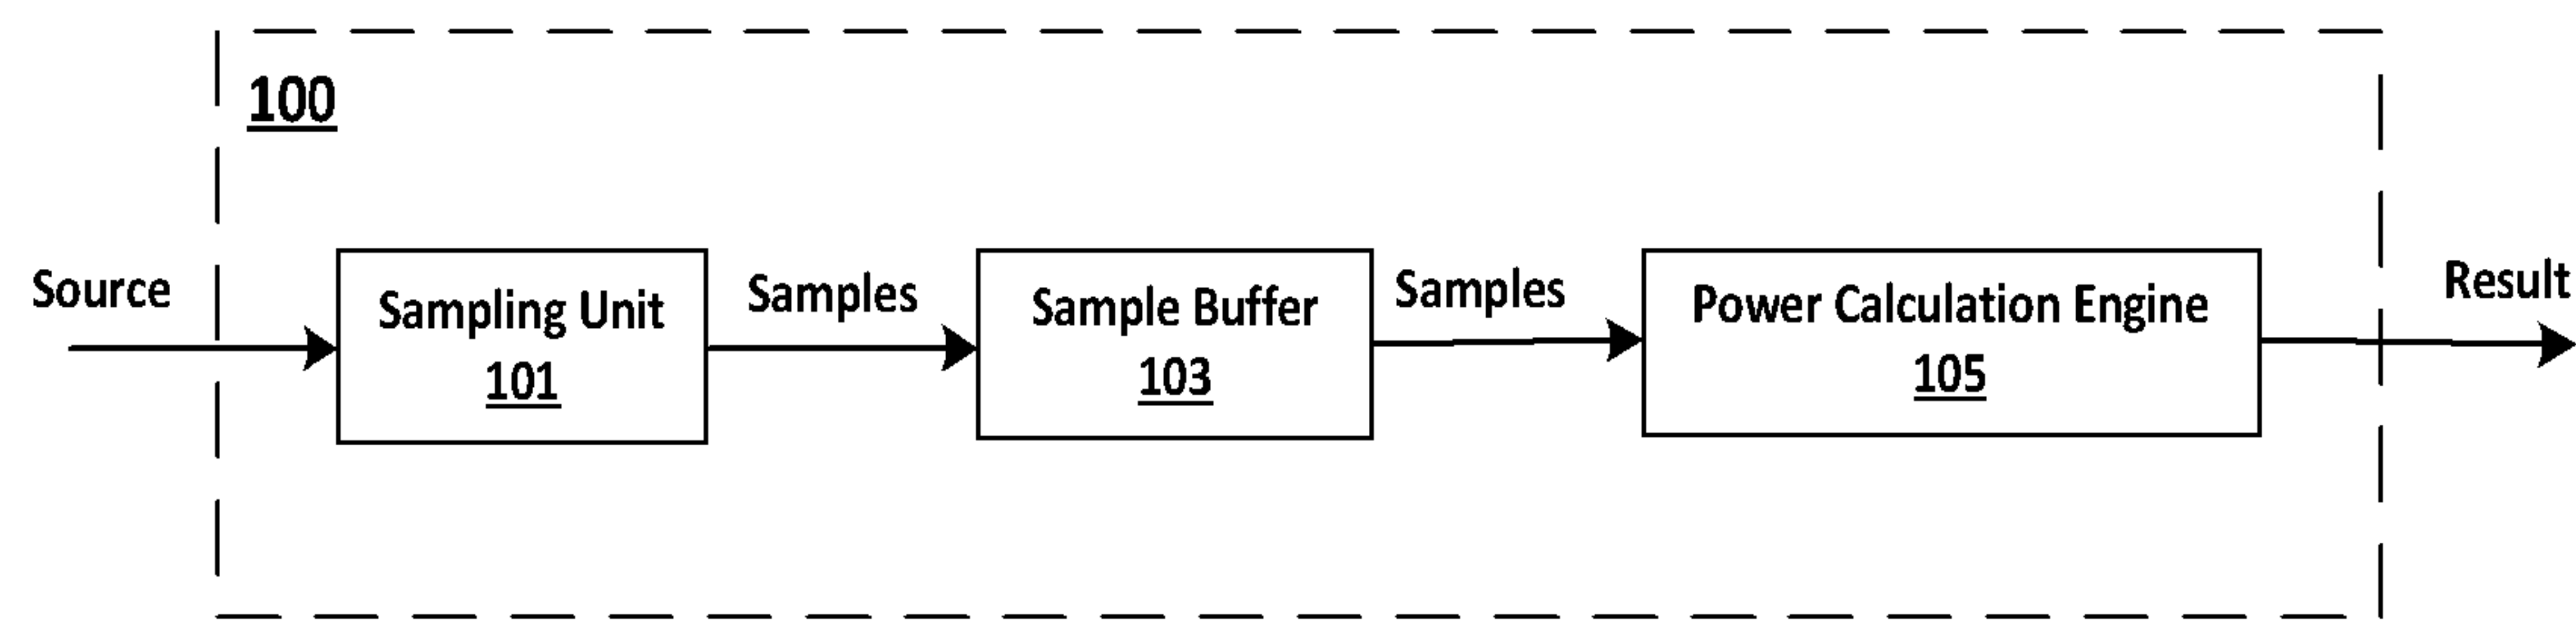 100
Source
Sampling Unit
101
Samples
Sample Buffer
103
Samples
Power Calculation Engine
105
Result